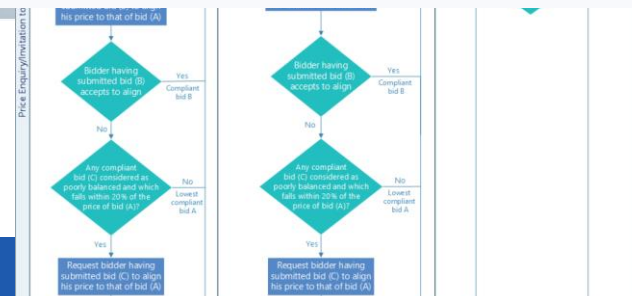 Price Enquiry/Invitation to
his price to that of bid (A)
Bidder having
submitted bid (B)
accepts to align
Yes
Compliant
bid B
No
Any compliant
bid (C) considered as
poorly balanced and which
falls within 20% of the
price of bid (A)?
No
Lowest
compliant
bid A
Yes
Request bidder having
submitted bid (C) to align
his price to that of bid (A)
Bidder having
submitted bid (B)
accepts to align
Yes
Compliant
bid B
No
Any compliant
bid (C) considered as
poorly balanced and which
falls within 20% of the
price of bid (A)?
No
Lowest
compliant
bid A
Yes
Request bidder having
submitted bid (C) to align
his price to that of bid (A)